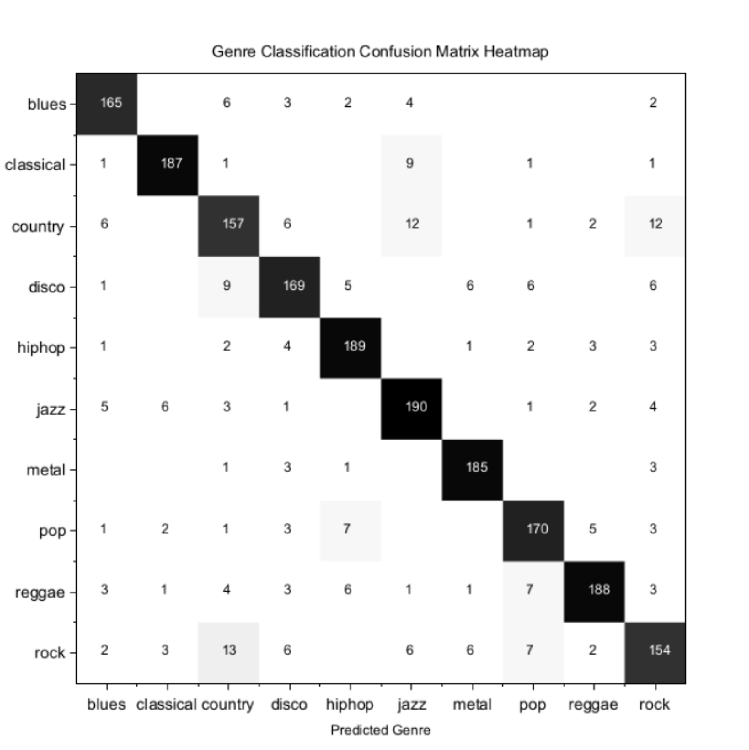 Genre Classification Confusion Matrix Heatmap
blues 165 6 3 2 4 2
classical 1 187 1 9 1 1
country 6 157 6 12 1 2 12
disco 1 9 169 5 6 6 6
hiphop 1 2 4 189 1 2 3 3
jazz 5 6 3 1 190 1 2 4
metal 1 3 1 185 3
pop 1 2 1 3 7 170 5 3
reggae 3 1 4 3 6 1 1 7 188 3
rock 2 3 13 6 6 6 7 2 154
blues classical country disco hiphop jazz metal pop reggae rock
Predicted Genre